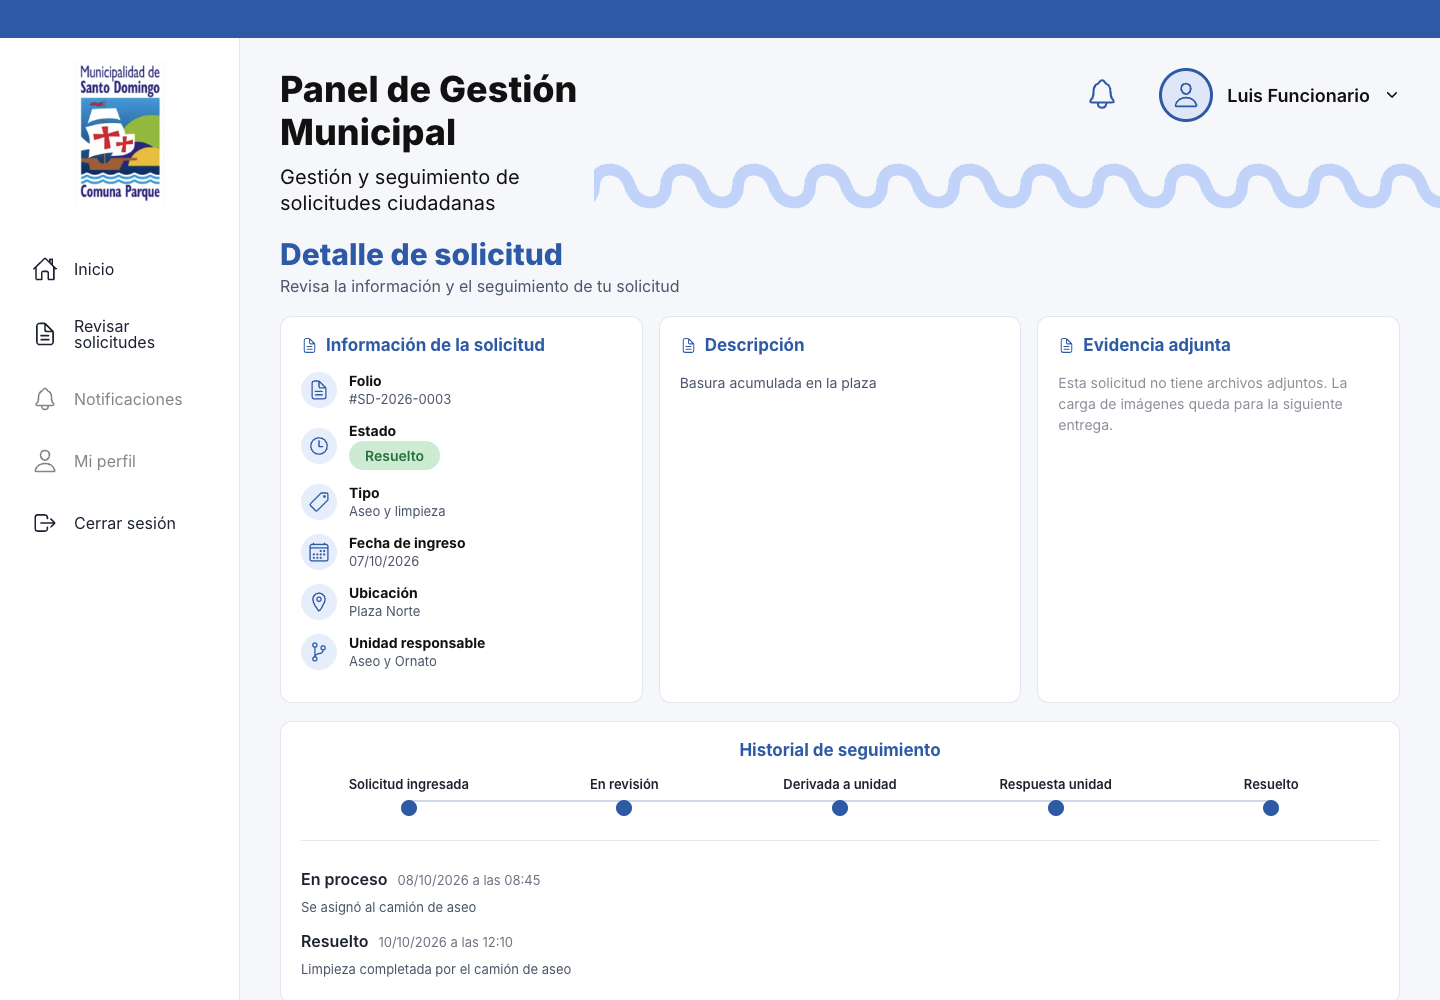 Municipalidad de
Santo Domingo
Comuna Parque
Inicio
Revisar
solicitudes
Notificaciones
Mi perfil
Cerrar sesión
Panel de Gestión
Municipal
Gestión y seguimiento de
solicitudes ciudadanas
Luis Funcionario
Detalle de solicitud
Revisa la información y el seguimiento de tu solicitud
Información de la solicitud
Folio
#SD-2026-0003
Estado
Resuelto
Tipo
Aseo y limpieza
Fecha de ingreso
07/10/2026
Ubicación
Plaza Norte
Unidad responsable
Aseo y Ornato
Descripción
Basura acumulada en la plaza
Evidencia adjunta
Esta solicitud no tiene archivos adjuntos. La
carga de imágenes queda para la siguiente
entrega.
Historial de seguimiento
Solicitud ingresada
En revisión
Derivada a unidad
Respuesta unidad
Resuelto
En proceso 08/10/2026 a las 08:45
Se asignó al camión de aseo
Resuelto 10/10/2026 a las 12:10
Limpieza completada por el camión de aseo